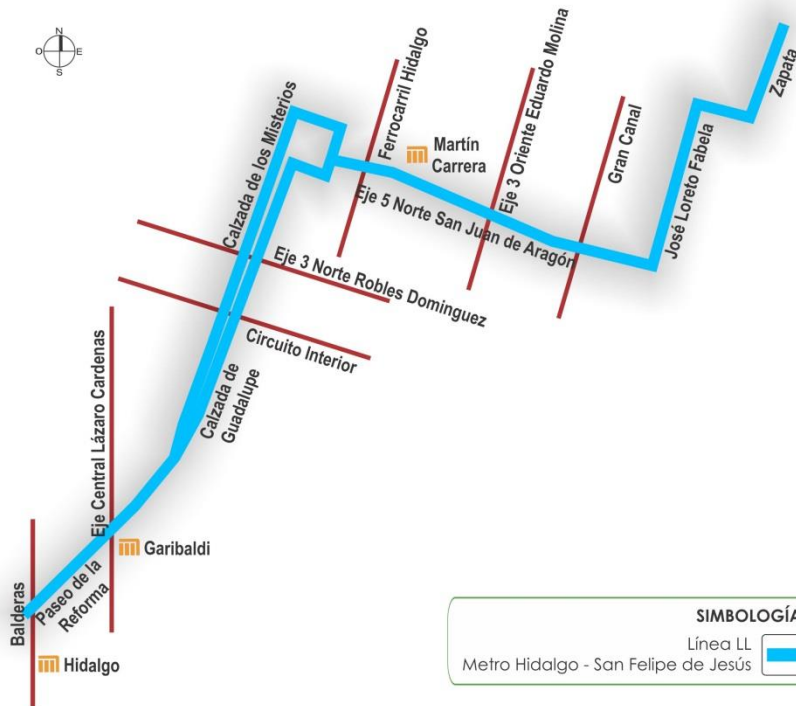 N
O E
S
Zapata
José Loreto Fabela
Gran Canal
Eje 3 Oriente Eduardo Molina
Ferrocarril Hidalgo
Martín
Carrera
Eje 5 Norte San Juan de Aragón
Calzada de los Misterios
Eje 3 Norte Robles Dominguez
Circuito Interior
Calzada de
Guadalupe
Eje Central Lázaro Cardenas
Garibaldi
Paseo de la
Reforma
Balderas
Hidalgo
SIMBOLOGÍA
Línea LL
Metro Hidalgo - San Felipe de Jesús